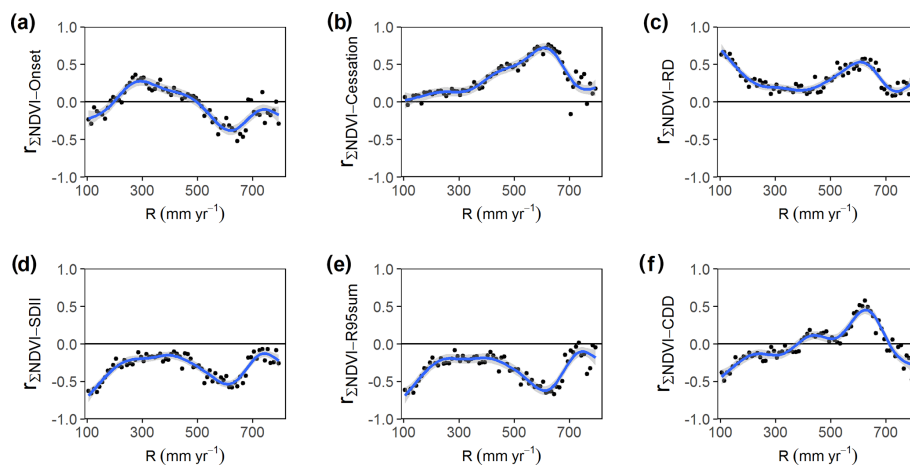 (a)
1.0
0.5
0.0
-0.5
-1.0
rΣNDVI−Onset
100 300 500 700
R (mm yr⁻¹)
(b)
1.0
0.5
0.0
-0.5
-1.0
rΣNDVI−Cessation
100 300 500 700
R (mm yr⁻¹)
(c)
1.0
0.5
0.0
-0.5
-1.0
rΣNDVI−RD
100 300 500 700
R (mm yr⁻¹)
(d)
1.0
0.5
0.0
-0.5
-1.0
rΣNDVI−SDII
100 300 500 700
R (mm yr⁻¹)
(e)
1.0
0.5
0.0
-0.5
-1.0
rΣNDVI−R95sum
100 300 500 700
R (mm yr⁻¹)
(f)
1.0
0.5
0.0
-0.5
-1.0
rΣNDVI−CDD
100 300 500 700
R (mm yr⁻¹)